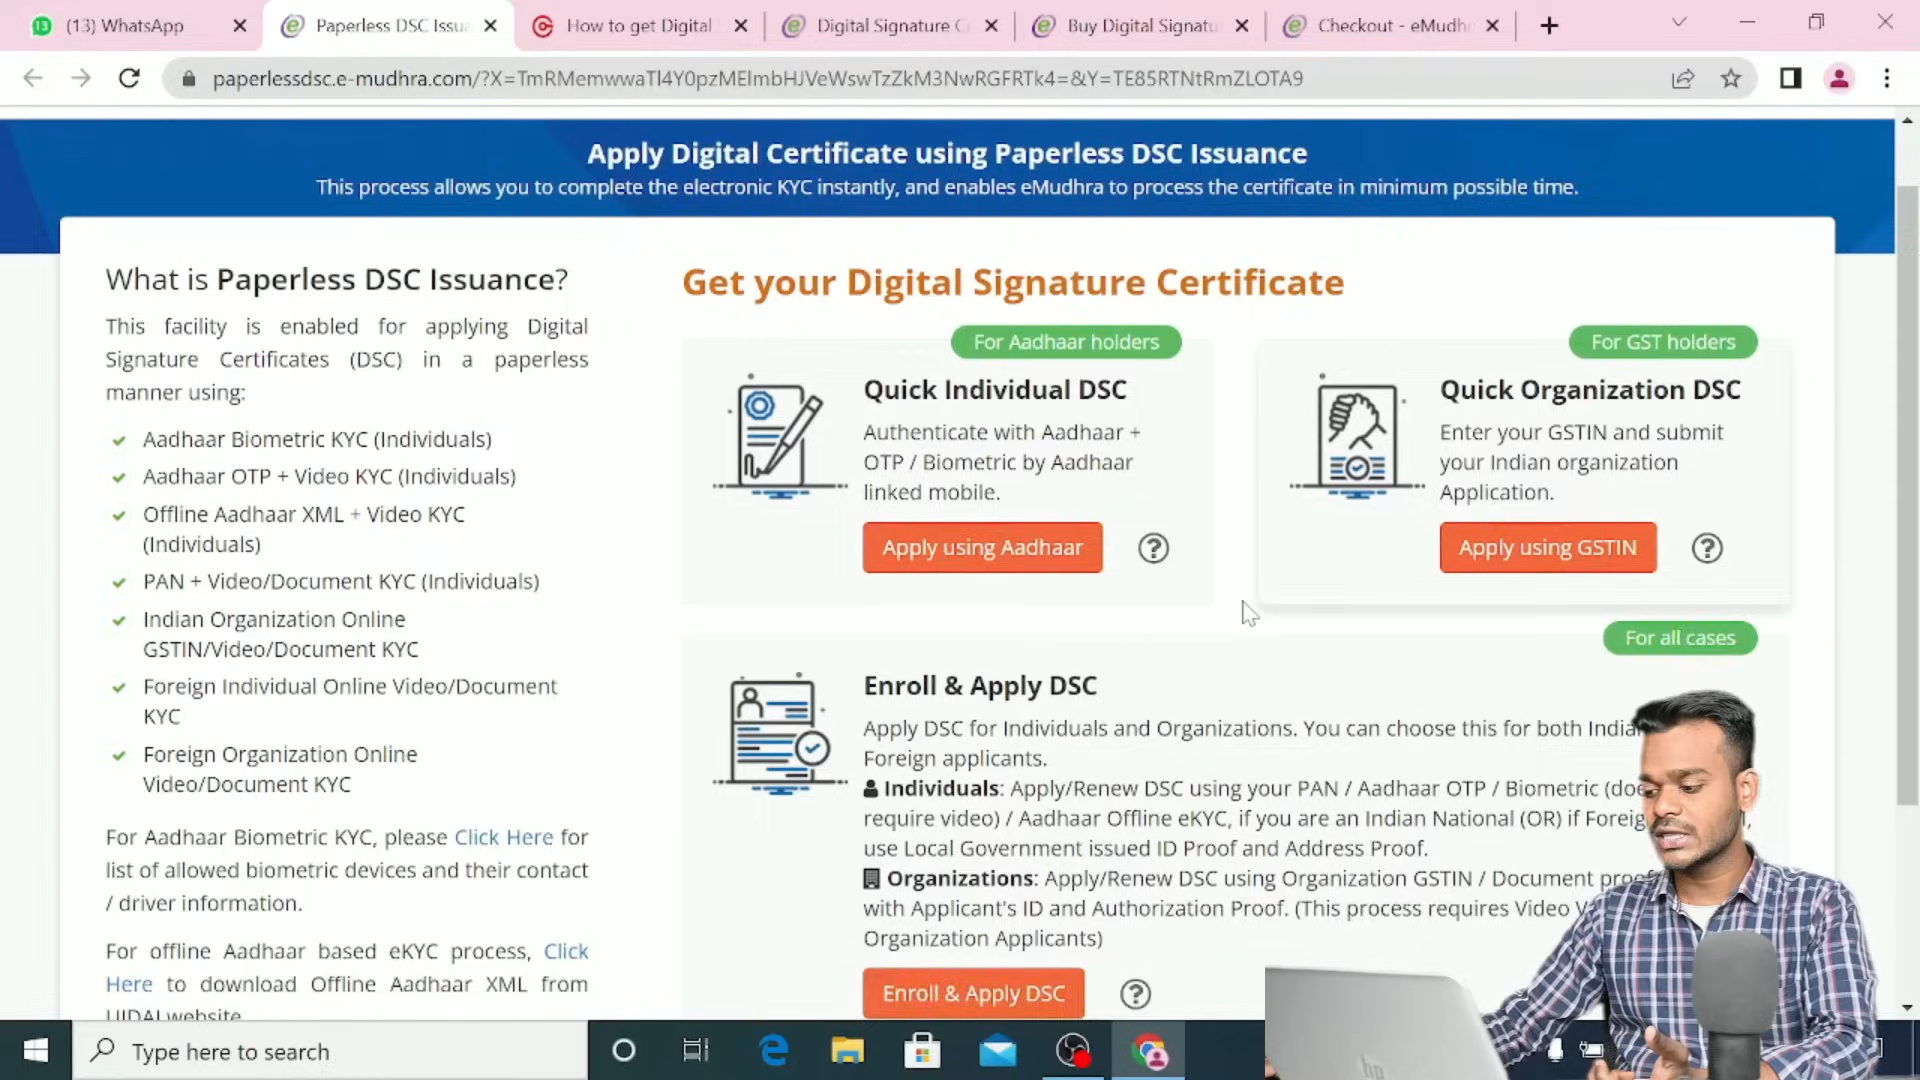 (13) WhatsApp
Paperless DSC Issua
How to get Digital
Digital Signature C
Buy Digital Signatu
Checkout - eMudh
paperlessdsc.e-mudhra.com/?X=TmRMemwwaTl4Y0pzMElmbHJVeWswTzZkM3NwRGFRTk4=&Y=TE85RTNtRmZLOTA9
Apply Digital Certificate using Paperless DSC Issuance
This process allows you to complete the electronic KYC instantly, and enables eMudhra to process the certificate in minimum possible time.
What is Paperless DSC Issuance?
This facility is enabled for applying Digital
Signature Certificates (DSC) in a paperless
manner using:
Aadhaar Biometric KYC (Individuals)
Aadhaar OTP + Video KYC (Individuals)
Offline Aadhaar XML + Video KYC
(Individuals)
PAN + Video/Document KYC (Individuals)
Indian Organization Online
GSTIN/Video/Document KYC
Foreign Individual Online Video/Document
KYC
Foreign Organization Online
Video/Document KYC
For Aadhaar Biometric KYC, please Click Here for
list of allowed biometric devices and their contact
/ driver information.
For offline Aadhaar based eKYC process, Click
Here to download Offline Aadhaar XML from
UIDAI website
Get your Digital Signature Certificate
For Aadhaar holders
Quick Individual DSC
Authenticate with Aadhaar +
OTP / Biometric by Aadhaar
linked mobile.
Apply using Aadhaar
For GST holders
Quick Organization DSC
Enter your GSTIN and submit
your Indian organization
Application.
Apply using GSTIN
For all cases
Enroll & Apply DSC
Apply DSC for Individuals and Organizations. You can choose this for both India
Foreign applicants.
Individuals: Apply/Renew DSC using your PAN / Aadhaar OTP / Biometric (doe
require video) / Aadhaar Offline eKYC, if you are an Indian National (OR) if Foreig
use Local Government issued ID Proof and Address Proof.
Organizations: Apply/Renew DSC using Organization GSTIN / Document proo
with Applicant's ID and Authorization Proof. (This process requires Video V
Organization Applicants)
Enroll & Apply DSC
Type here to search
hp